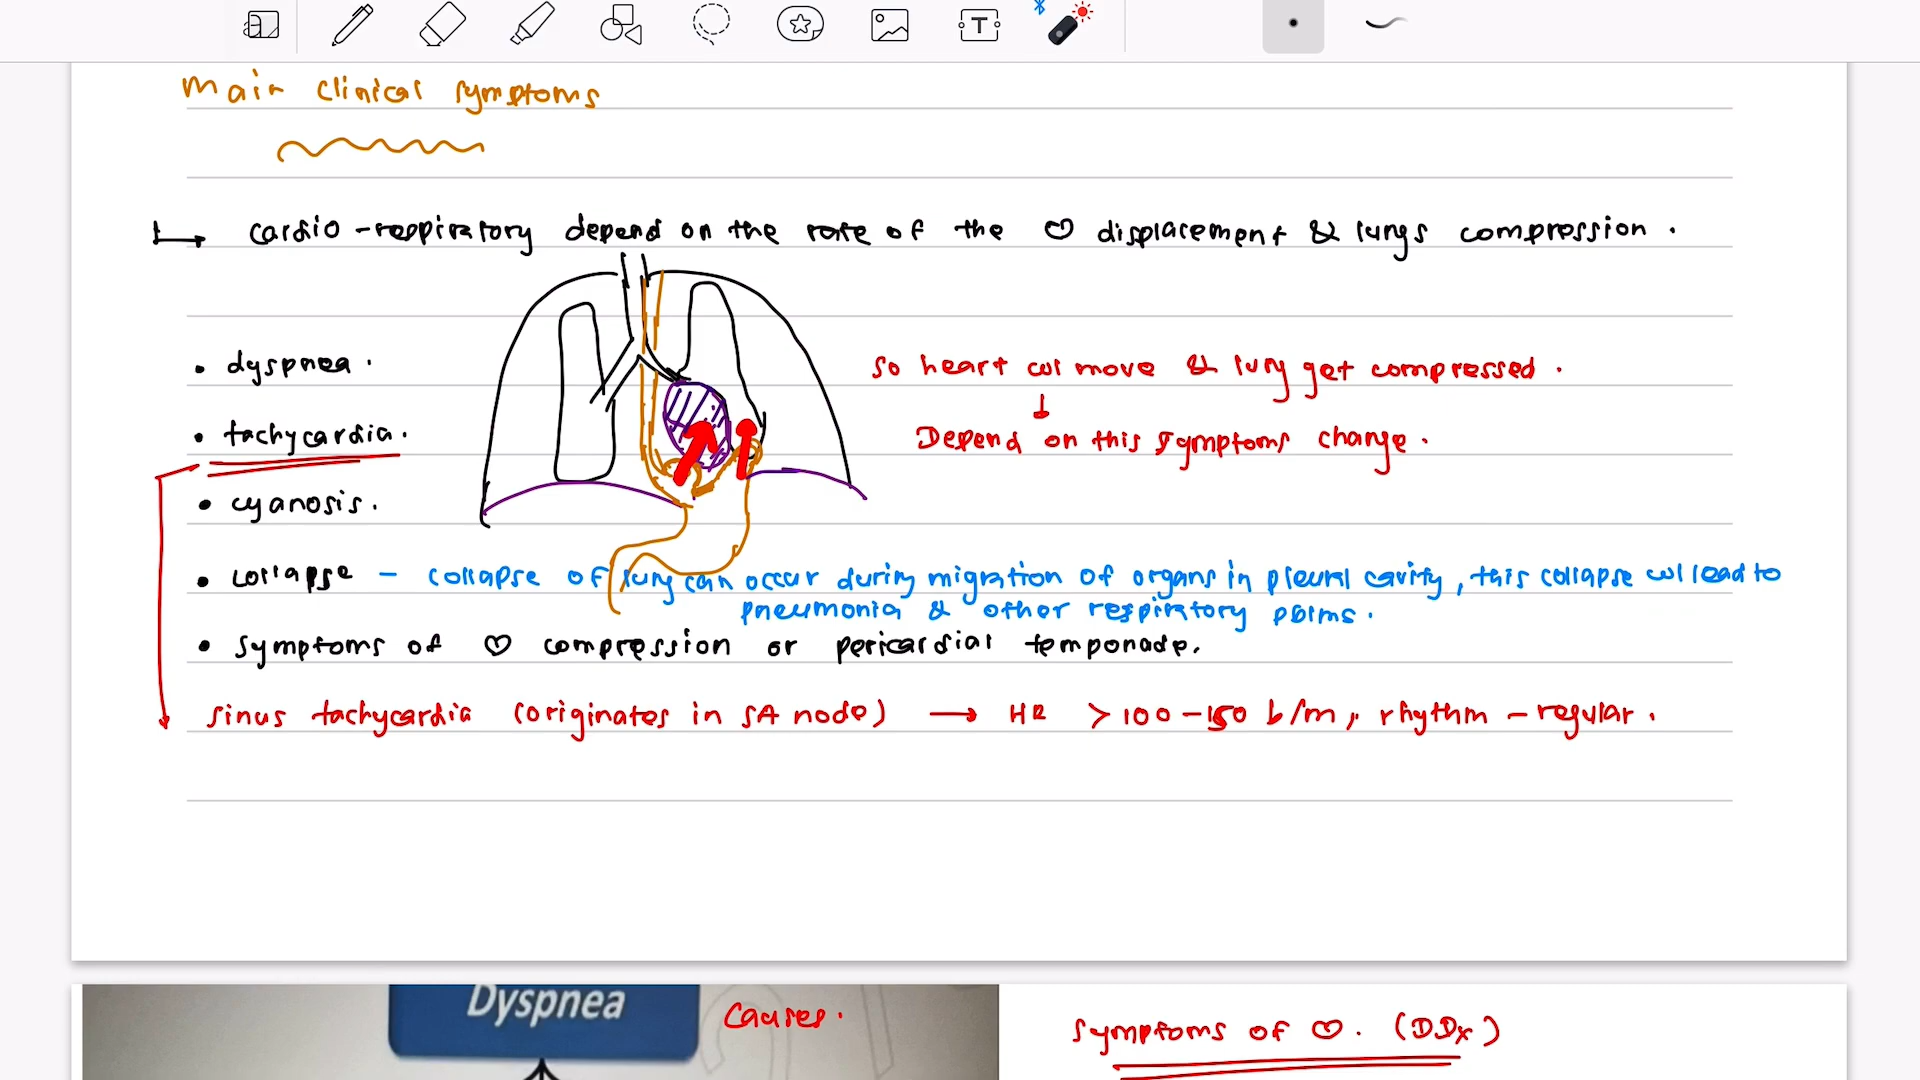 Main clinical symptoms
cardio-respiratory depend on the rate of the ♡ displacement & lungs compression.
• dyspnea.
so heart wl move & lung get compressed.
• tachycardia.
Depend on this symptoms change.
• cyanosis.
• collapse – collapse of lung can occur during migration of organs in pleural cavity, this collapse wl lead to
pneumonia & other respiratory pblms.
• symptoms of ♡ compression or pericardial temponade.
sinus tachycardia (originates in SA node) → HR > 100-150 b/m, rhythm - regular.
Dyspnea
causes.
symptoms of ♡. (DDx)